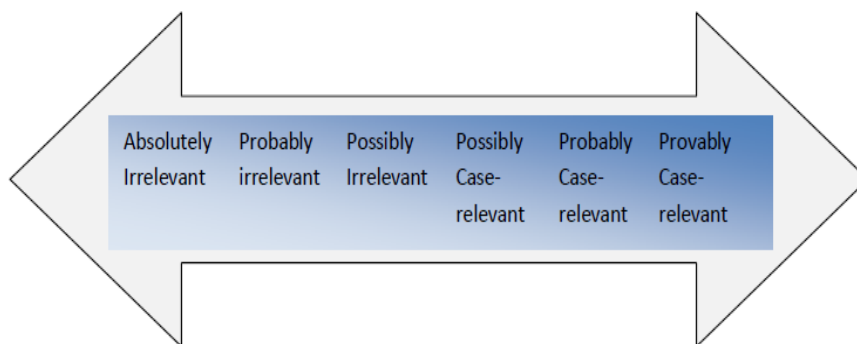 Absolutely Probably Possibly Possibly Probably Provably
Irrelevant irrelevant Irrelevant Case- Case- Case-
relevant relevant relevant